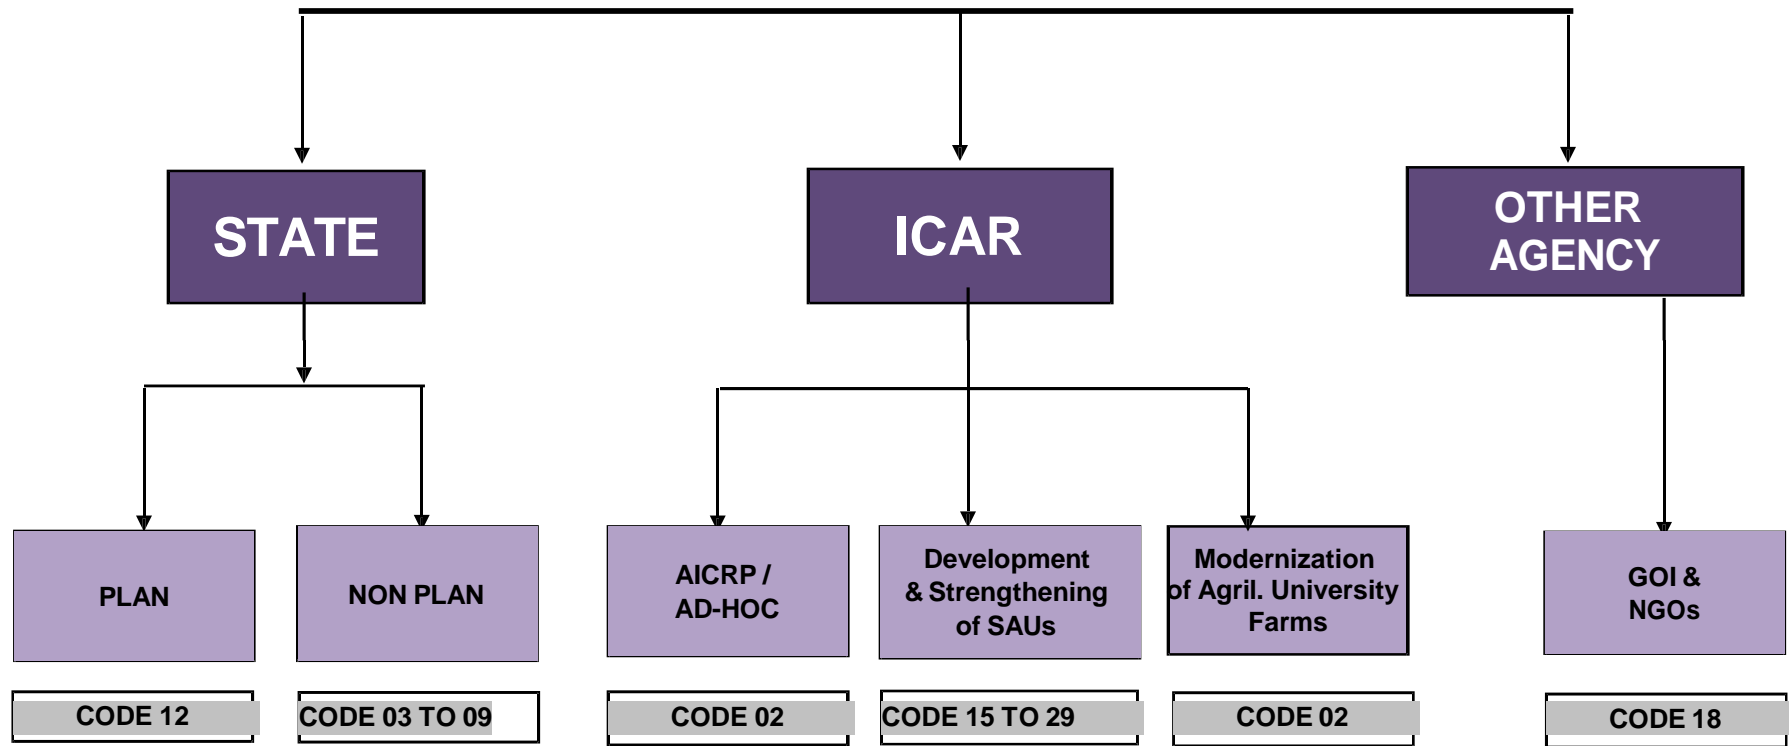 STATE
ICAR
OTHER
AGENCY
PLAN
NON PLAN
AICRP /
AD-HOC
Development
& Strengthening
of SAUs
Modernization
of Agril. University
Farms
GOI &
NGOs
CODE 12
CODE 03 TO 09
CODE 02
CODE 15 TO 29
CODE 02
CODE 18